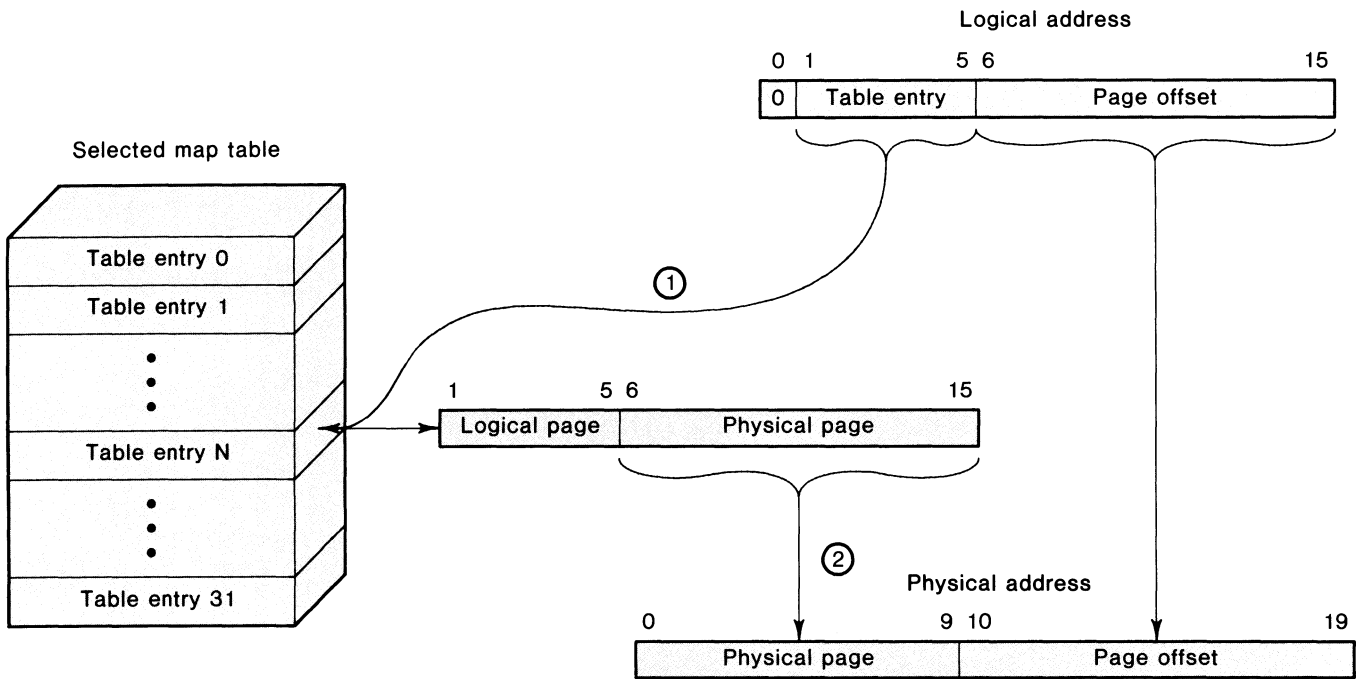 Logical address
0 1 5 6 15
0 Table entry Page offset
Selected map table
Table entry 0
Table entry 1
Table entry N
Table entry 31
1
1 5 6 15
Logical page Physical page
2
Physical address
0 9 10 19
Physical page Page offset